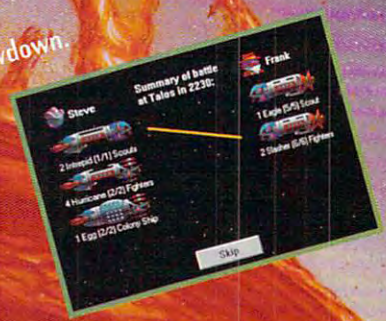 wdown.
Summary of battle
at Talos in 2230:
Steve
2 Intrepid (1/1) Scouts
4 Hurricane (2/2) Fighters
1 Egg (2/2) Colony Ship
Frank
1 Eagle (5/5) Scout
2 Slasher (6/6) Fighters
Skip